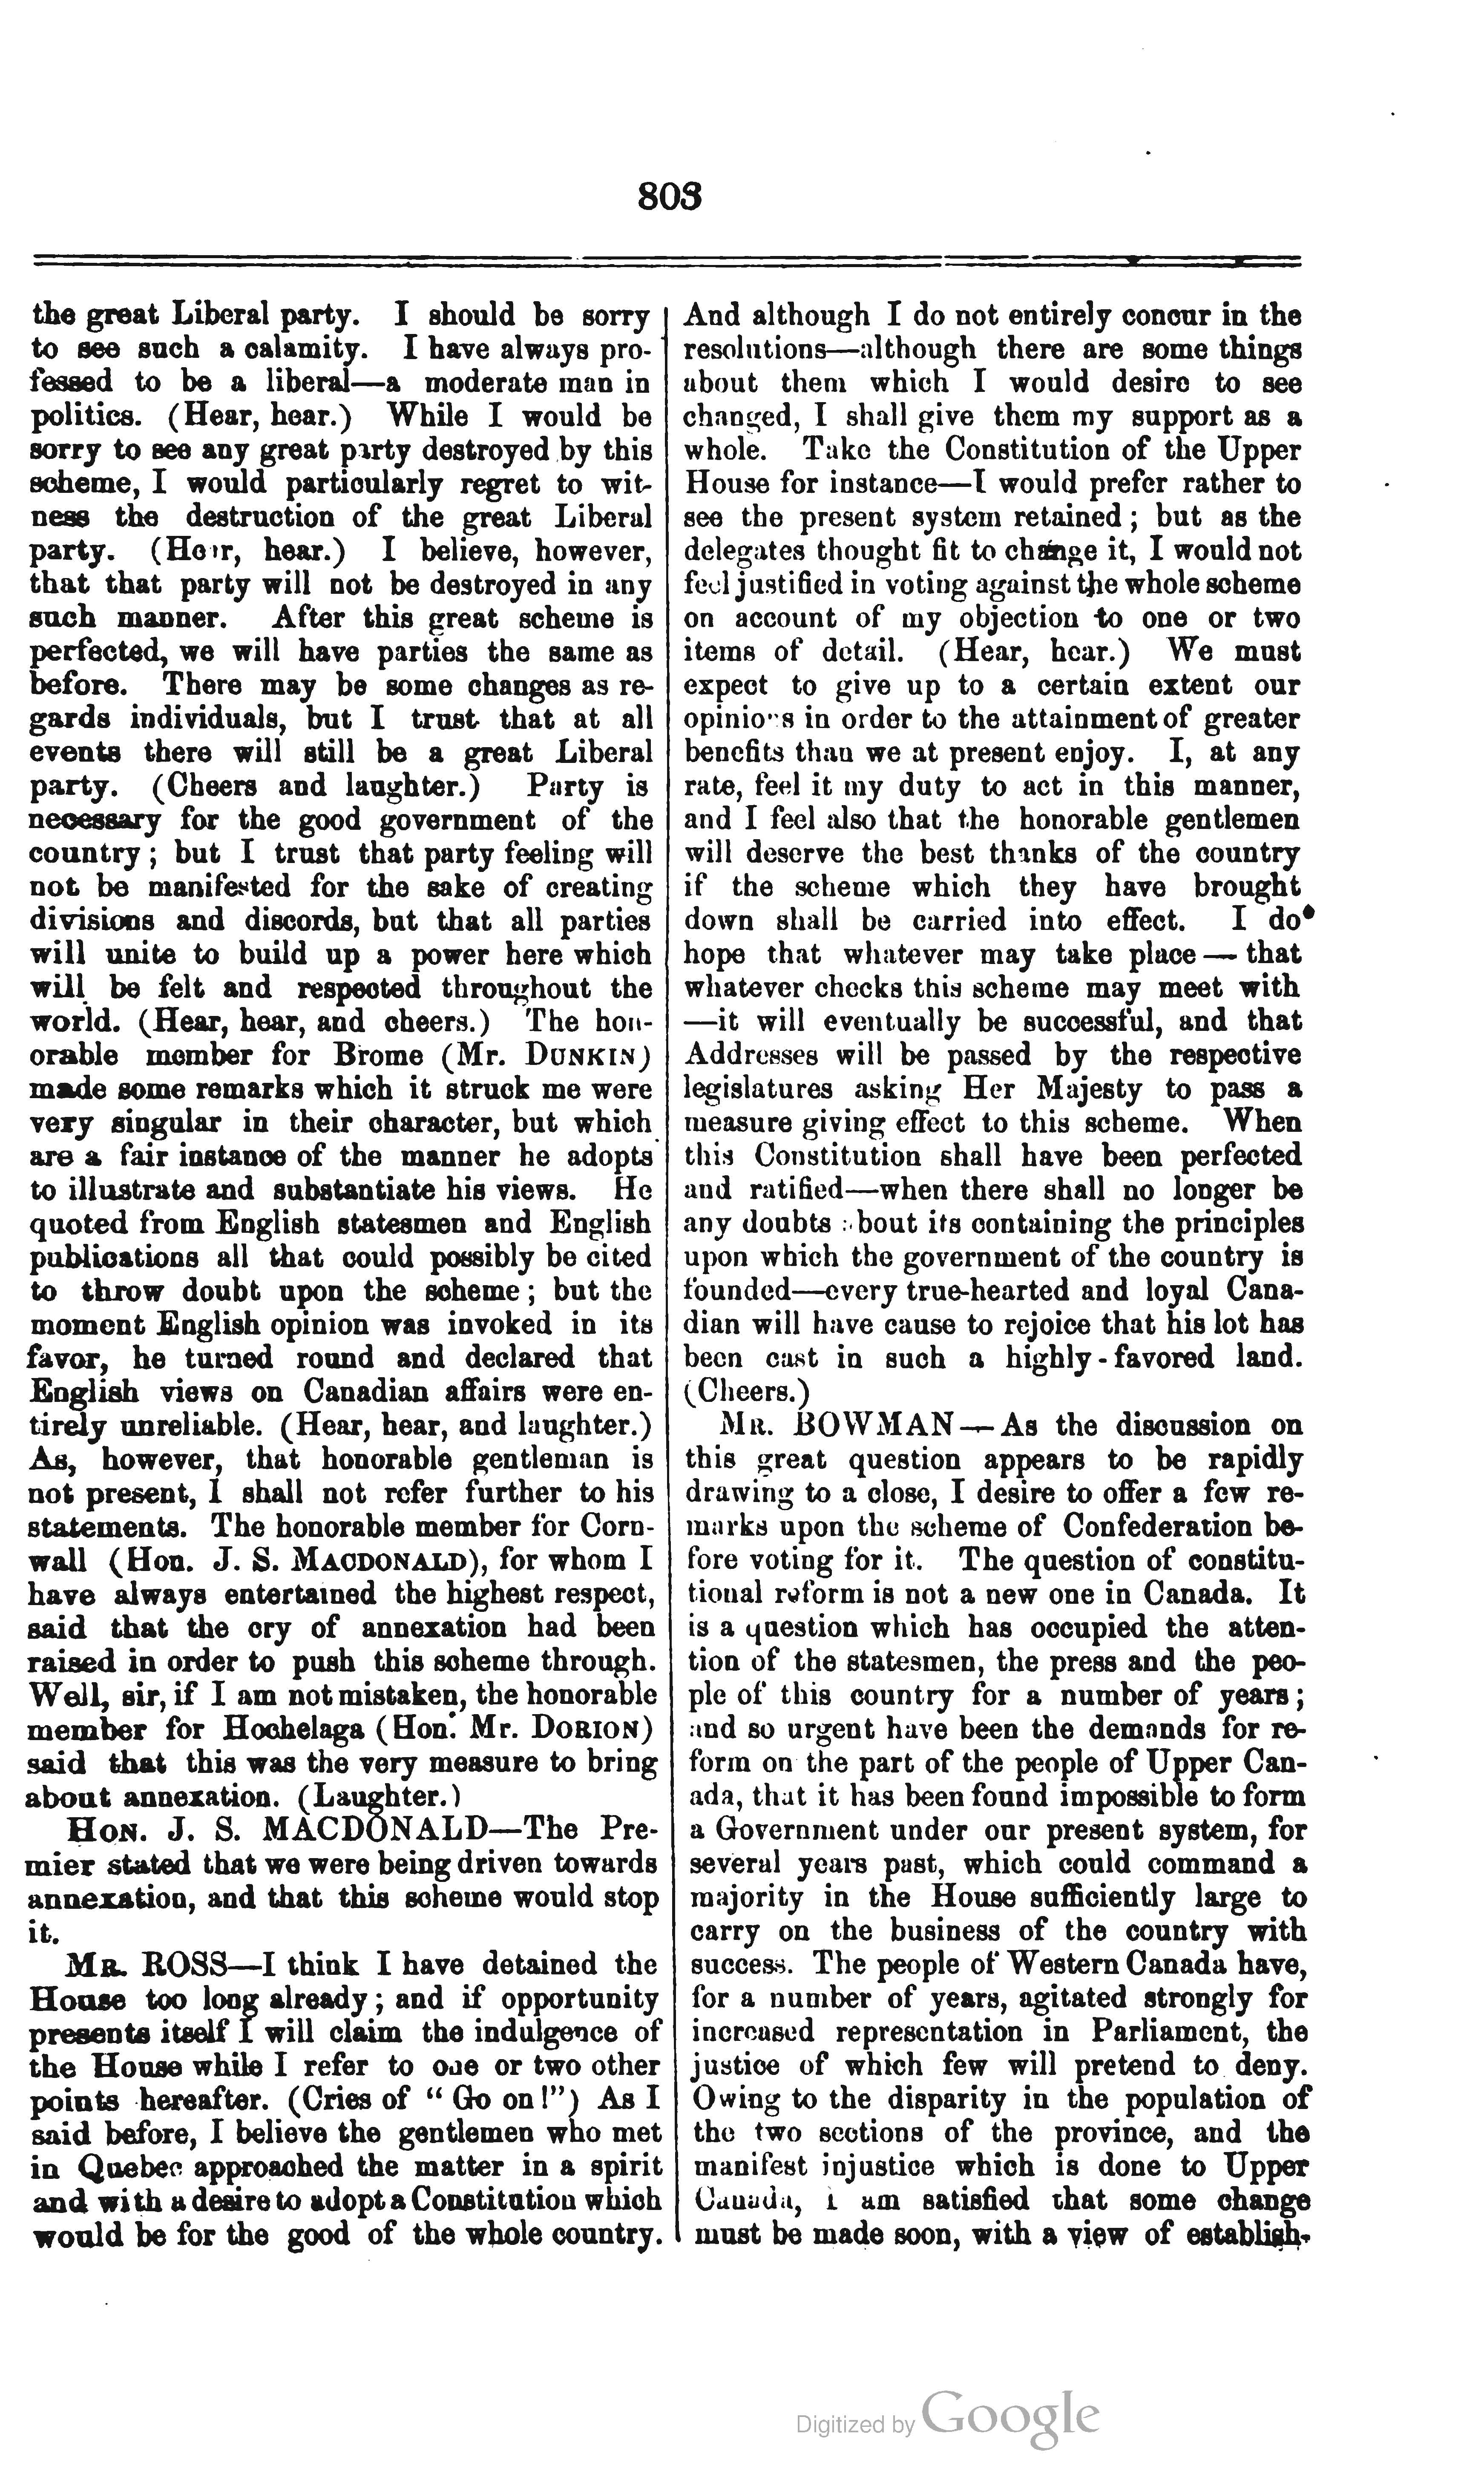 803
the great Liberal party. I should be sorry
to see such a calamity. I have always pro-
fessed to be a liberal—a moderate man in
politics. (Hear, hear.) While I would be
sorry to see any great party destroyed by this
scheme, I would particularly regret to wit-
ness the destruction of the great Liberal
party. (Hear, hear.) I believe, however,
that that party will not be destroyed in any
such manner. After this great scheme is
perfected, we will have parties the same as
before. There may be some changes as re-
gards individuals, but I trust that at all
events there will still be a great Liberal
party. (Cheers and laughter.) Party is
necessary for the good government of the
country; but I trust that party feeling will
not be manifested for the sake of creating
divisions and discords, but that all parties
will unite to build up a power here which
will be felt and respected throughout the
world. (Hear, hear, and cheers.) The hon-
orable member for Brome (Mr. DUNKIN)
made some remarks which it struck me were
very singular in their character, but which
are a fair instance of the manner he adopts
to illustrate and substantiate his views. He
quoted from English statesmen and English
publications all that could possibly be cited
to throw doubt upon the scheme; but the
moment English opinion was invoked in its
favor, he turned round and declared that
English views on Canadian affairs were en-
tirely unreliable. (Hear, hear, and laughter.)
As, however, that honorable gentleman is
not present, I shall not refer further to his
statements. The honorable member for Corn-
wall (Hon. J. S. MACDONALD), for whom I
have always entertained the highest respect,
said that the cry of annexation had been
raised in order to push this scheme through.
Well, sir, if I am not mistaken, the honorable
member for Hochelaga (Hon. Mr. DORION)
said that this was the very measure to bring
about annexation. (Laughter.)
HON. J. S. MACDONALD—The Pre-
mier stated that we were being driven towards
annexation, and that this scheme would stop
it.
MR. ROSS—I think I have detained the
House too long already; and if opportunity
presents itself I will claim the indulgence of
the House while I refer to one or two other
points hereafter. (Cries of "Go on!") As I
said before, I believe the gentlemen who met
in Quebec approached the matter in a spirit
and with a desire to adopt a Constitution which
would be for the good of the whole country.
And although I do not entirely concur in the
resolutions—although there are some things
about them which I would desire to see
changed, I shall give them my support as a
whole. Take the Constitution of the Upper
House for instance—I would prefer rather to
see the present system retained; but as the
delegates thought fit to change it, I would not
feel justified in voting against the whole scheme
on account of my objection to one or two
items of detail. (Hear, hear.) We must
expect to give up to a certain extent our
opinions in order to the attainment of greater
benefits than we at present enjoy. I, at any
rate, feel it my duty to act in this manner,
and I feel also that the honorable gentlemen
will deserve the best thanks of the country
if the scheme which they have brought
down shall be carried into effect. I do
hope that whatever may take place — that
whatever checks this scheme may meet with
—it will eventually be successful, and that
Addresses will be passed by the respective
legislatures asking Her Majesty to pass a
measure giving effect to this scheme. When
this Constitution shall have been perfected
and ratified—when there shall no longer be
any doubts about its containing the principles
upon which the government of the country is
founded—every true-hearted and loyal Cana-
dian will have cause to rejoice that his lot has
been cast in such a highly-favored land.
(Cheers.)
MR. BOWMAN—As the discussion on
this great question appears to be rapidly
drawing to a close, I desire to offer a few re-
marks upon the scheme of Confederation be-
fore voting for it. The question of constitu-
tional reform is not a new one in Canada. It
is a question which has occupied the atten-
tion of the statesmen, the press and the peo-
ple of this country for a number of years;
and so urgent have been the demands for re-
form on the part of the people of Upper Can-
ada, that it has been found impossible to form
a Government under our present system, for
several years past, which could command a
majority in the House sufficiently large to
carry on the business of the country with
success. The people of Western Canada have,
for a number of years, agitated strongly for
increased representation in Parliament, the
justice of which few will pretend to deny.
Owing to the disparity in the population of
the two sections of the province, and the
manifest injustice which is done to Upper
Canada, I am satisfied that some change
must be made soon, with a view of establish-
Digitized by Google